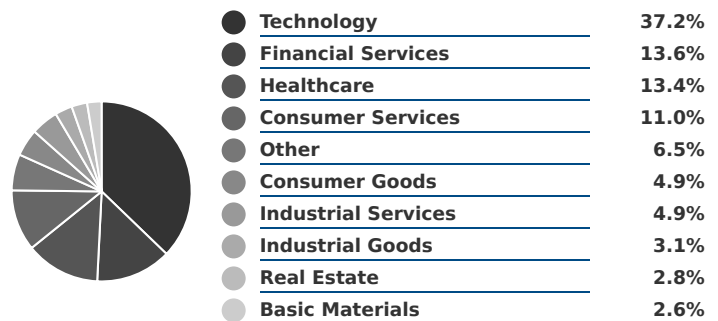 Technology 37.2%
Financial Services 13.6%
Healthcare 13.4%
Consumer Services 11.0%
Other 6.5%
Consumer Goods 4.9%
Industrial Services 4.9%
Industrial Goods 3.1%
Real Estate 2.8%
Basic Materials 2.6%